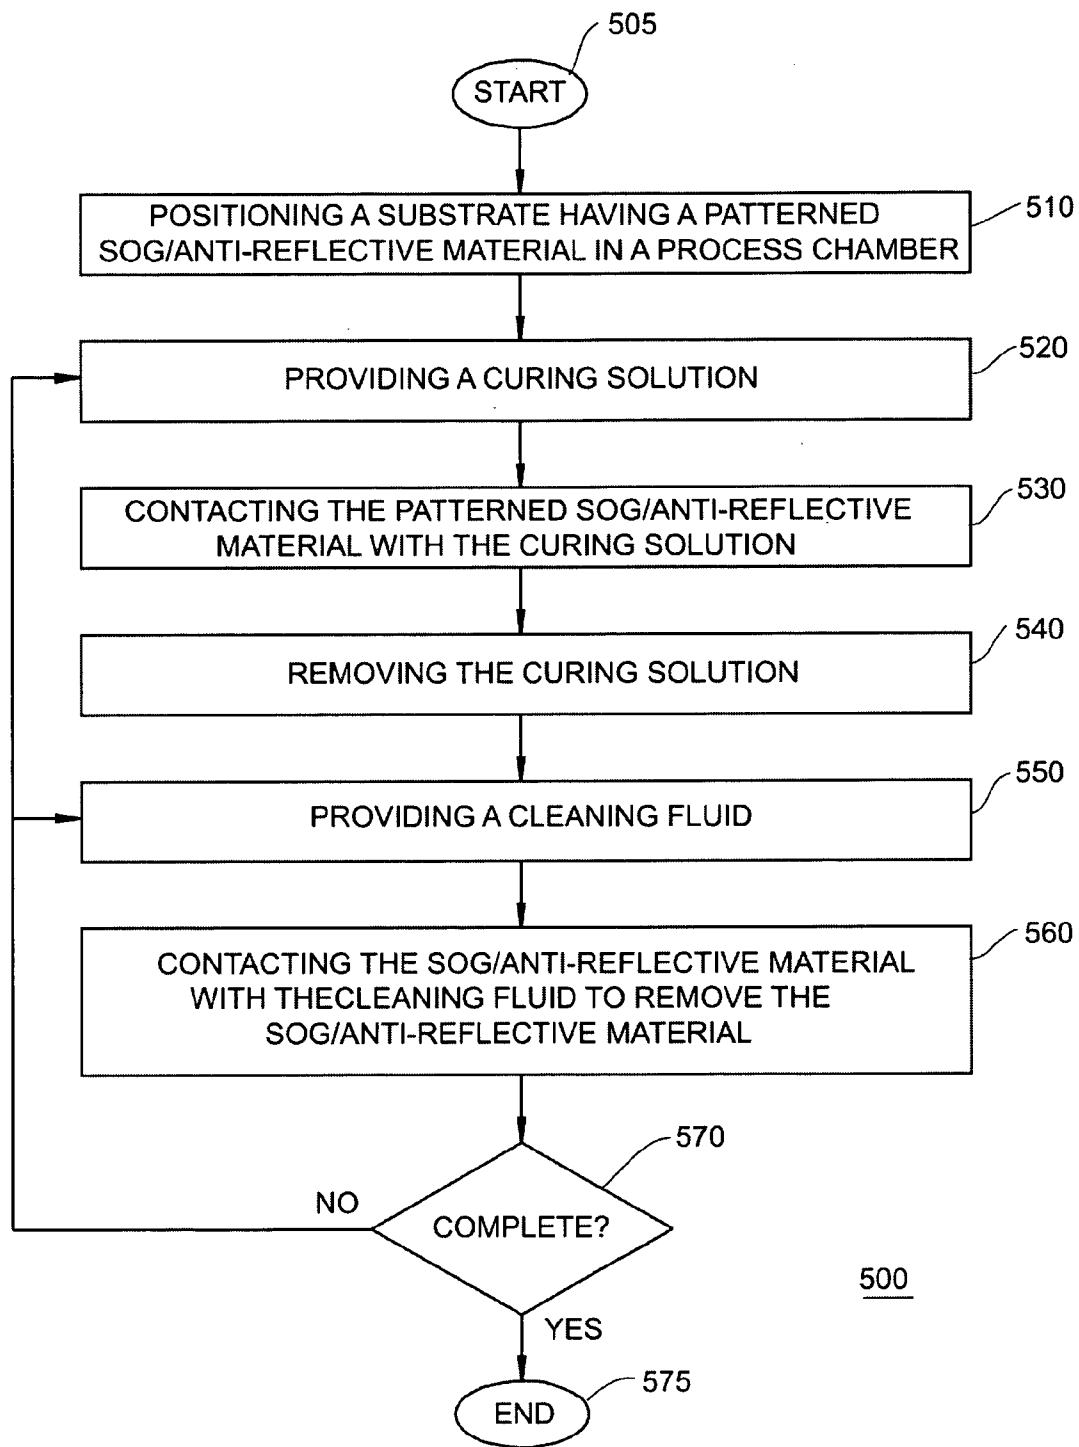 505
START
510
POSITIONING A SUBSTRATE HAVING A PATTERNED
SOG/ANTI-REFLECTIVE MATERIAL IN A PROCESS CHAMBER
520
PROVIDING A CURING SOLUTION
530
CONTACTING THE PATTERNED SOG/ANTI-REFLECTIVE
MATERIAL WITH THE CURING SOLUTION
540
REMOVING THE CURING SOLUTION
550
PROVIDING A CLEANING FLUID
560
CONTACTING THE SOG/ANTI-REFLECTIVE MATERIAL
WITH THECLEANING FLUID TO REMOVE THE
SOG/ANTI-REFLECTIVE MATERIAL
570
NO
COMPLETE?
500
YES
575
END